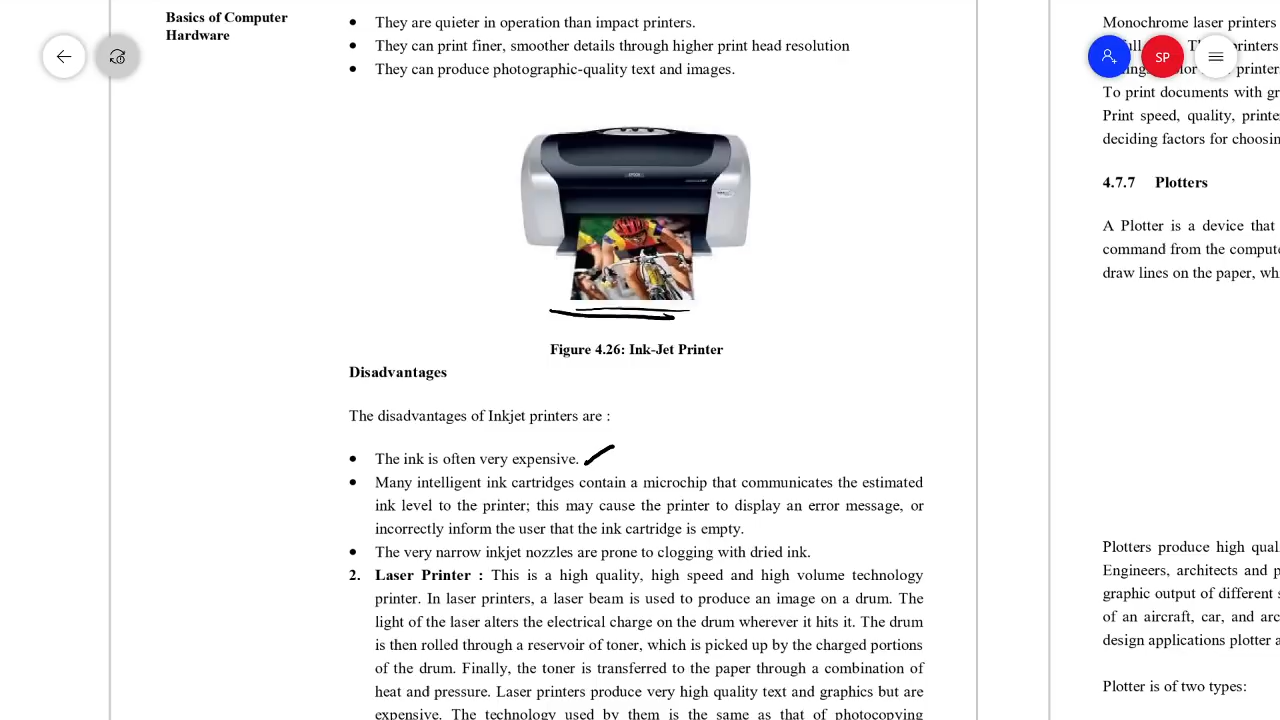 Basics of Computer
Hardware
• They are quieter in operation than impact printers.
• They can print finer, smoother details through higher print head resolution
• They can produce photographic-quality text and images.
EPSON
Figure 4.26: Ink-Jet Printer
Disadvantages
The disadvantages of Inkjet printers are :
• The ink is often very expensive.
• Many intelligent ink cartridges contain a microchip that communicates the estimated
ink level to the printer; this may cause the printer to display an error message, or
incorrectly inform the user that the ink cartridge is empty.
• The very narrow inkjet nozzles are prone to clogging with dried ink.
2. Laser Printer : This is a high quality, high speed and high volume technology
printer. In laser printers, a laser beam is used to produce an image on a drum. The
light of the laser alters the electrical charge on the drum wherever it hits it. The drum
is then rolled through a reservoir of toner, which is picked up by the charged portions
of the drum. Finally, the toner is transferred to the paper through a combination of
heat and pressure. Laser printers produce very high quality text and graphics but are
expensive. The technology used by them is the same as that of photocopying
Monochrome laser printers
SP
To print documents with gr
Print speed, quality, printe
deciding factors for choosin
4.7.7 Plotters
A Plotter is a device that
command from the compute
draw lines on the paper, wh
Plotters produce high qual
Engineers, architects and p
graphic output of different s
of an aircraft, car, and arc
design applications plotter a
Plotter is of two types: